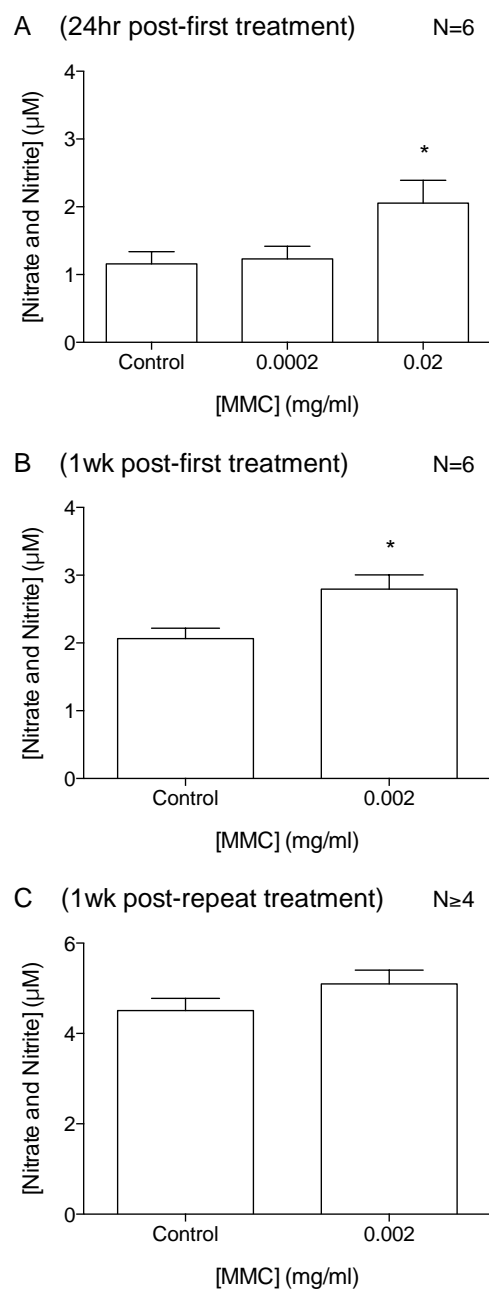 A (24hr post-first treatment) N=6
[Nitrate and Nitrite] (µM)
4
3
2
1
0
*
Control 0.0002 0.02
[MMC] (mg/ml)
B (1wk post-first treatment) N=6
[Nitrate and Nitrite] (µM)
4
3
2
1
0
*
Control 0.002
[MMC] (mg/ml)
C (1wk post-repeat treatment) N≥4
[Nitrate and Nitrite] (µM)
6
4
2
0
Control 0.002
[MMC] (mg/ml)